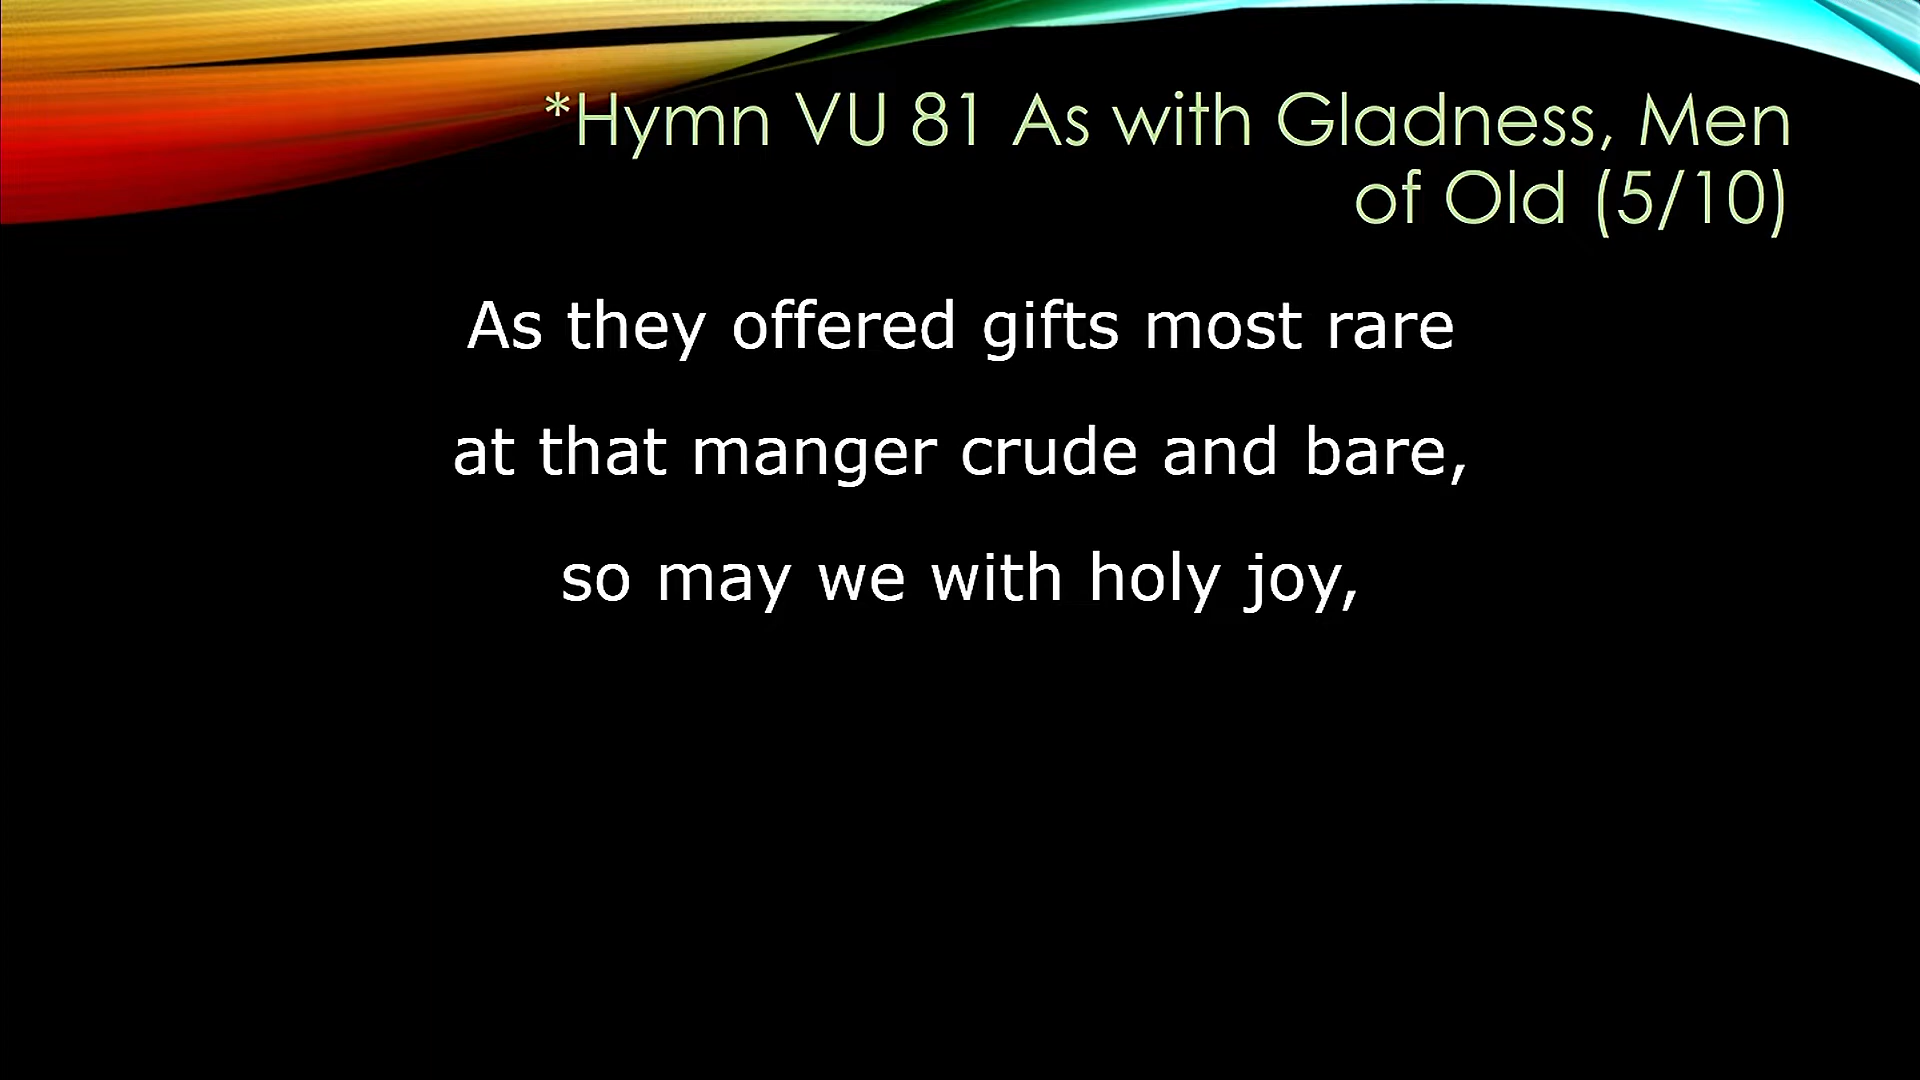 *Hymn VU 81 As with Gladness, Men
of Old (5/10)
As they offered gifts most rare
at that manger crude and bare,
so may we with holy joy,